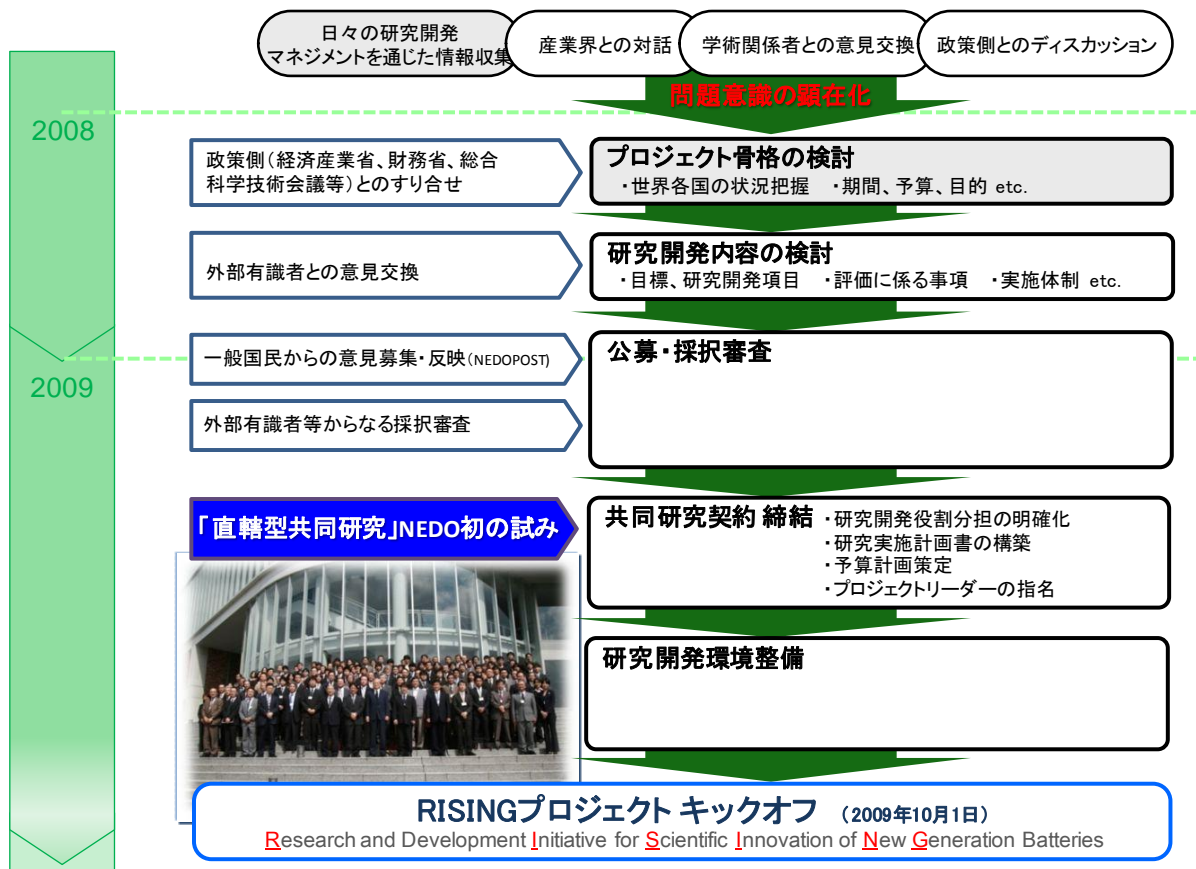 日々の研究開発
マネジメントを通じた情報収集
産業界との対話
学術関係者との意見交換
政策側とのディスカッション
問題意識の顕在化
2008
政策側(経済産業省、財務省、総合
科学技術会議等)とのすり合せ
プロジェクト骨格の検討
・世界各国の状況把握 ・期間、予算、目的 etc.
外部有識者との意見交換
研究開発内容の検討
・目標、研究開発項目 ・評価に係る事項 ・実施体制 etc.
2009
一般国民からの意見募集・反映(NEDOPOST)
外部有識者等からなる採択審査
公募・採択審査
「直轄型共同研究」NEDO初の試み
共同研究契約 締結
・研究開発役割分担の明確化
・研究実施計画書の構築
・予算計画策定
・プロジェクトリーダーの指名
研究開発環境整備
RISINGプロジェクト キックオフ (2009年10月1日)
Research and Development Initiative for Scientific Innovation of New Generation Batteries